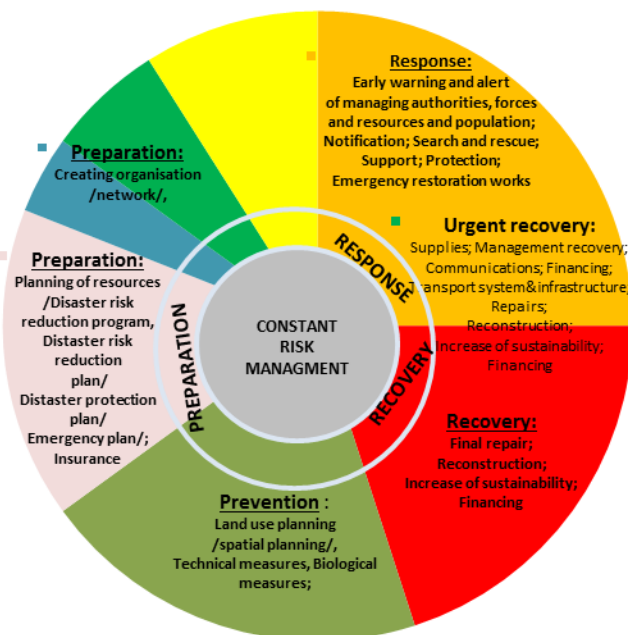 Response:
Early warning and alert
of managing authorities, forces
and resources and population;
Notification; Search and rescue;
Support; Protection;
Emergency restoration works
Urgent recovery:
Supplies; Management recovery;
Communications; Financing;
Transport system&infrastructure;
Repairs;
Reconstruction;
Increase of sustainability;
Financing
Recovery:
Final repair;
Reconstruction;
Increase of sustainability;
Financing
Prevention :
Land use planning
/spatial planning/,
Technical measures, Biological
measures;
Preparation:
Planning of resources
/Disaster risk
reduction program,
Distaster risk
reduction
plan/
Distaster protection
plan/
Emergency plan/;
Insurance
Preparation:
Creating organisation
/network/,
RESPONSE
RECOVERY
PREPARATION
CONSTANT
RISK
MANAGMENT